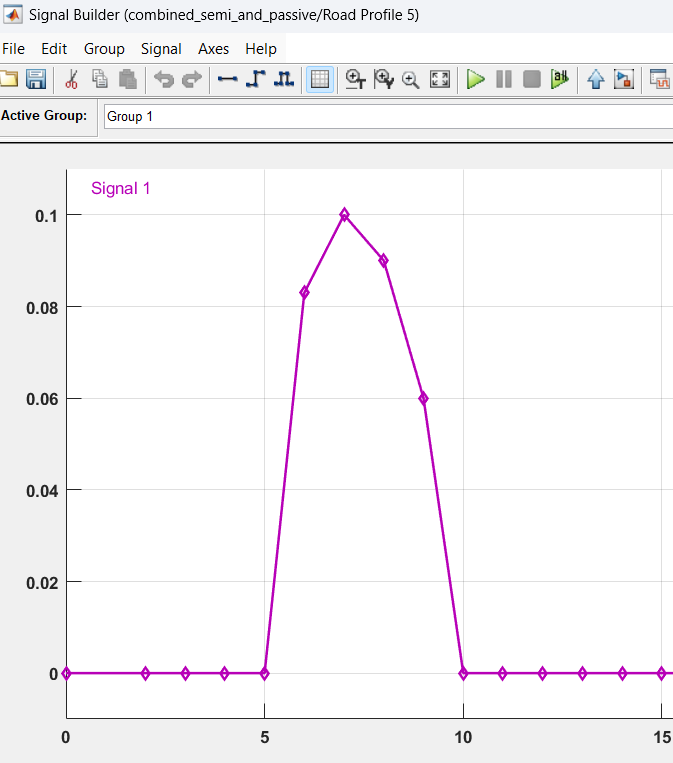 Signal Builder (combined_semi_and_passive/Road Profile 5)
File Edit Group Signal Axes Help
Active Group: Group 1
Signal 1
0.1
0.08
0.06
0.04
0.02
0
0 5 10 15